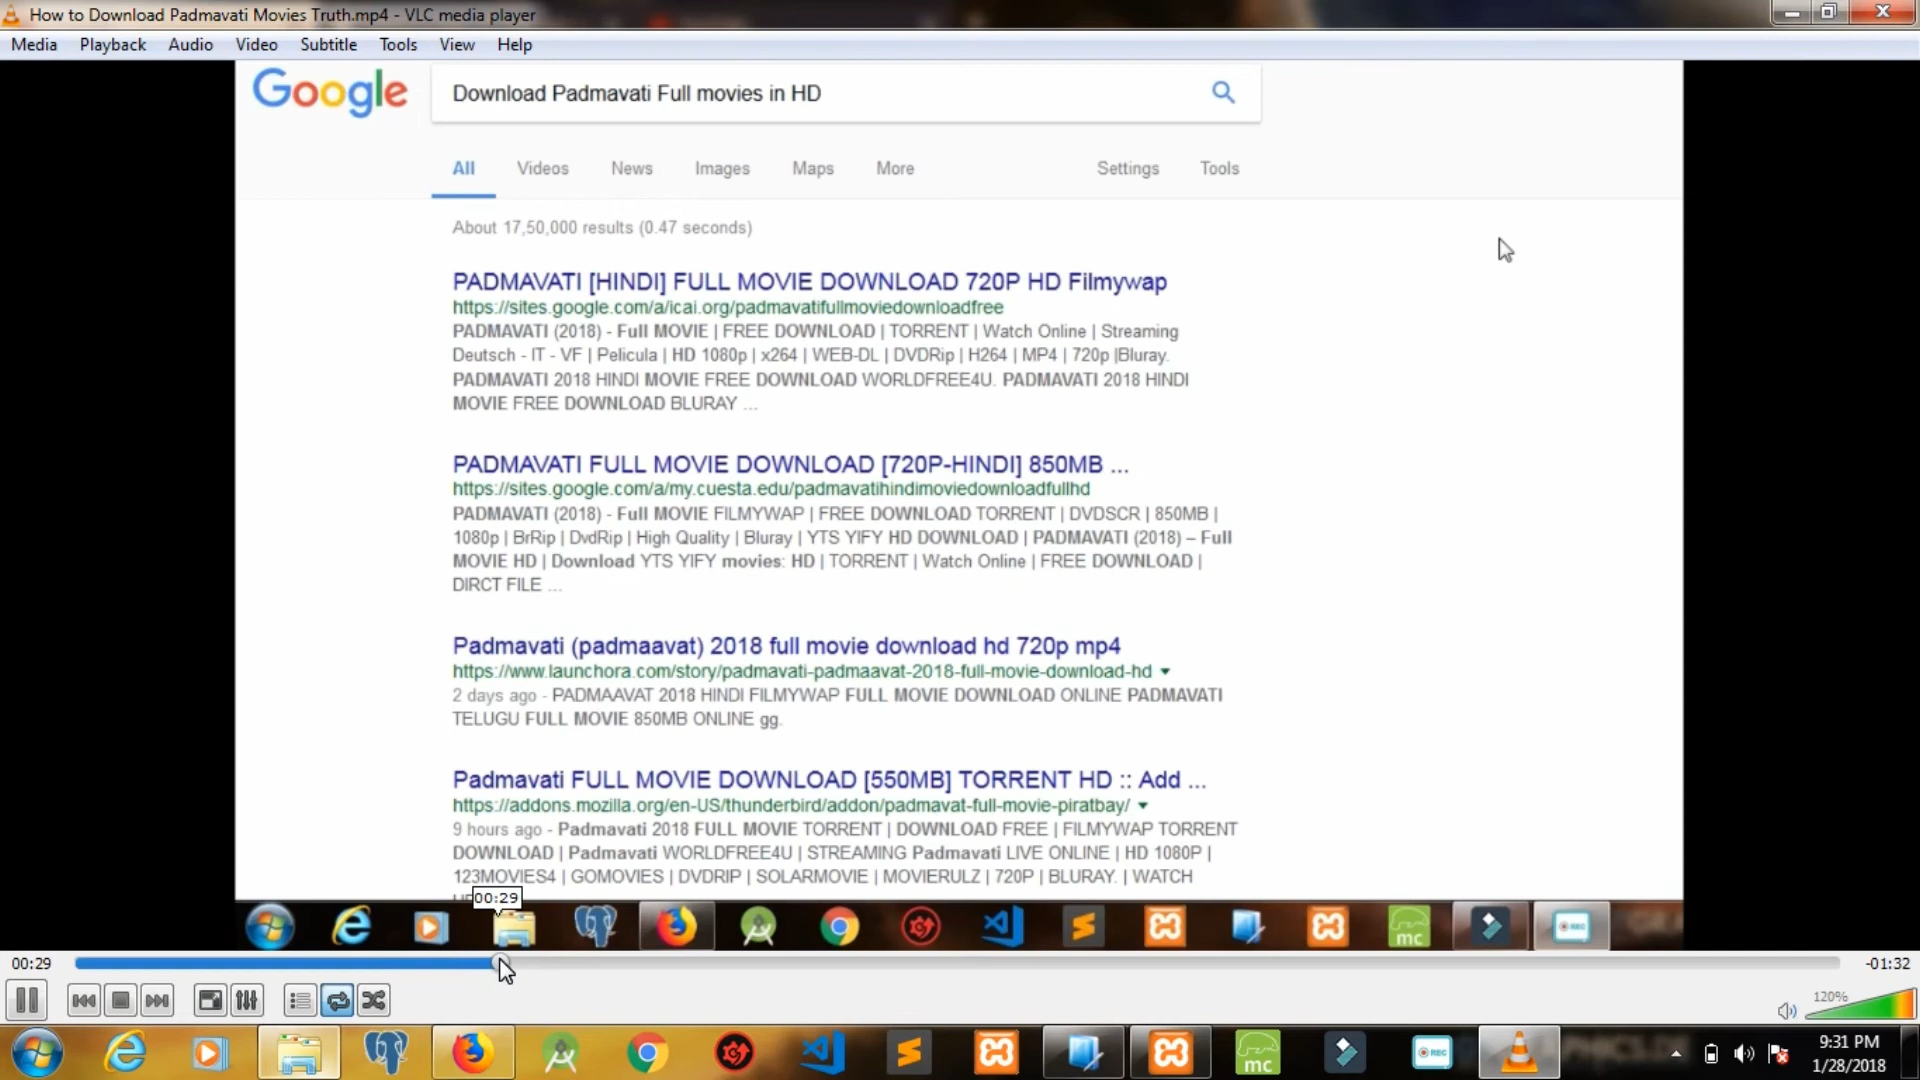 How to Download Padmavati Movies Truth.mp4 - VLC media player
Media Playback Audio Video Subtitle Tools View Help
Google Download Padmavati Full movies in HD
All Videos News Images Maps More Settings Tools
About 17,50,000 results (0.47 seconds)
PADMAVATI [HINDI] FULL MOVIE DOWNLOAD 720P HD Filmywap
https://sites.google.com/a/icai.org/padmavatifullmoviedownloadfree
PADMAVATI (2018) - Full MOVIE | FREE DOWNLOAD | TORRENT | Watch Online | Streaming
Deutsch - IT - VF | Pelicula | HD 1080p | x264 | WEB-DL | DVDRip | H264 | MP4 | 720p |Bluray.
PADMAVATI 2018 HINDI MOVIE FREE DOWNLOAD WORLDFREE4U. PADMAVATI 2018 HINDI
MOVIE FREE DOWNLOAD BLURAY ...
PADMAVATI FULL MOVIE DOWNLOAD [720P-HINDI] 850MB ...
https://sites.google.com/a/my.cuesta.edu/padmavatihindimoviedownloadfullhd
PADMAVATI (2018) - Full MOVIE FILMYWAP | FREE DOWNLOAD TORRENT | DVDSCR | 850MB |
1080p | BrRip | DvdRip | High Quality | Bluray | YTS YIFY HD DOWNLOAD | PADMAVATI (2018) – Full
MOVIE HD | Download YTS YIFY movies: HD | TORRENT | Watch Online | FREE DOWNLOAD |
DIRCT FILE ...
Padmavati (padmaavat) 2018 full movie download hd 720p mp4
https://www.launchora.com/story/padmavati-padmaavat-2018-full-movie-download-hd
2 days ago - PADMAAVAT 2018 HINDI FILMYWAP FULL MOVIE DOWNLOAD ONLINE PADMAVATI
TELUGU FULL MOVIE 850MB ONLINE gg.
Padmavati FULL MOVIE DOWNLOAD [550MB] TORRENT HD :: Add ...
https://addons.mozilla.org/en-US/thunderbird/addon/padmavat-full-movie-piratbay/
9 hours ago - Padmavati 2018 FULL MOVIE TORRENT | DOWNLOAD FREE | FILMYWAP TORRENT
DOWNLOAD | Padmavati WORLDFREE4U | STREAMING Padmavati LIVE ONLINE | HD 1080P |
123MOVIES4 | GOMOVIES | DVDRIP | SOLARMOVIE | MOVIERULZ | 720P | BLURAY. | WATCH
00:29
mc REC
00:29 -01:32
120%
mc REC 9:31 PM
1/28/2018